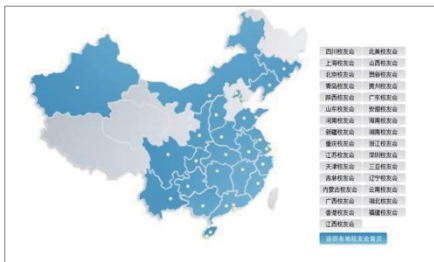 四川校友会 北美校友会
上海校友会 山西校友会
北京校友会
青岛校友会 贵州校友会
陕西校友会 广东校友会
山东校友会 安徽校友会
河南校友会 海南校友会
新疆校友会 湖南校友会
重庆校友会 浙江校友会
江苏校友会 深圳校友会
天津校友会 三亚校友会
吉林校友会 辽宁校友会
内蒙古校友会 云南校友会
广西校友会 湖北校友会
香港校友会 福建校友会
江西校友会
返回各地校友会首页